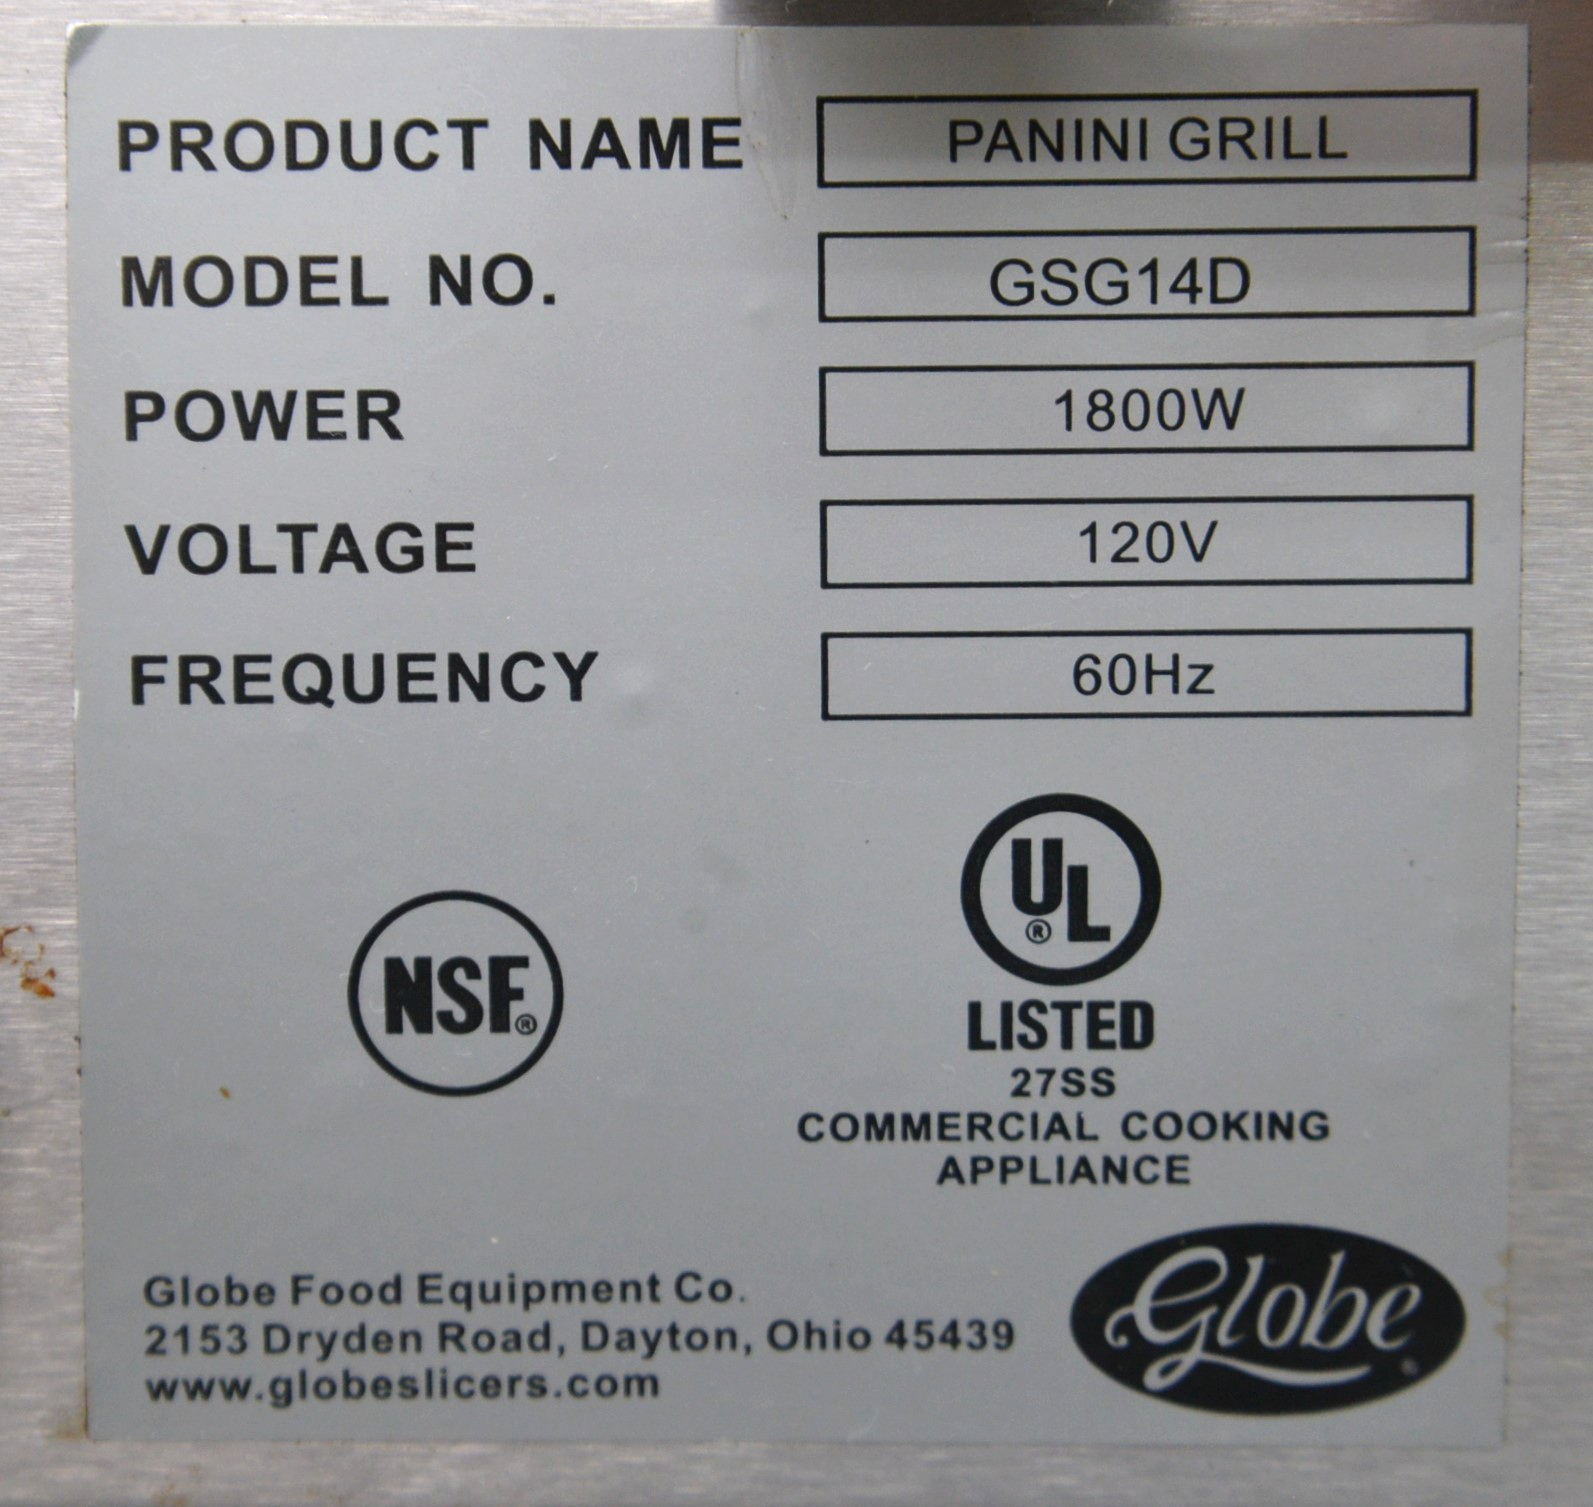 PRODUCT NAME PANINI GRILL
MODEL NO. GSG14D
POWER 1800W
VOLTAGE 120V
FREQUENCY 60Hz
NSF®
UL®
LISTED
27SS
COMMERCIAL COOKING
APPLIANCE
Globe Food Equipment Co.
2153 Dryden Road, Dayton, Ohio 45439
www.globeslicers.com
Globe®